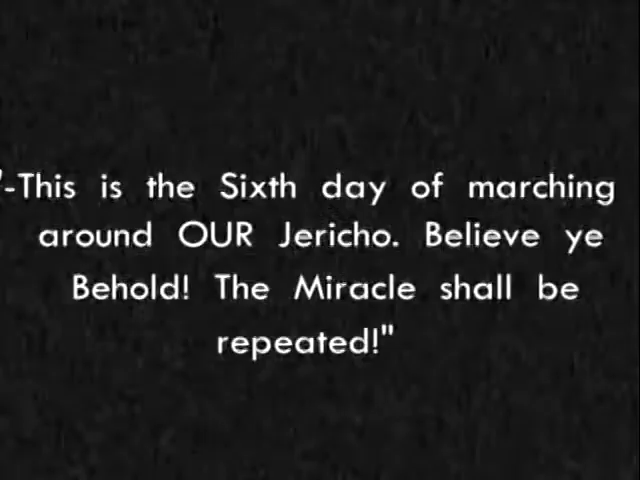 "-This is the Sixth day of marching
around OUR Jericho. Believe ye
Behold! The Miracle shall be
repeated!"